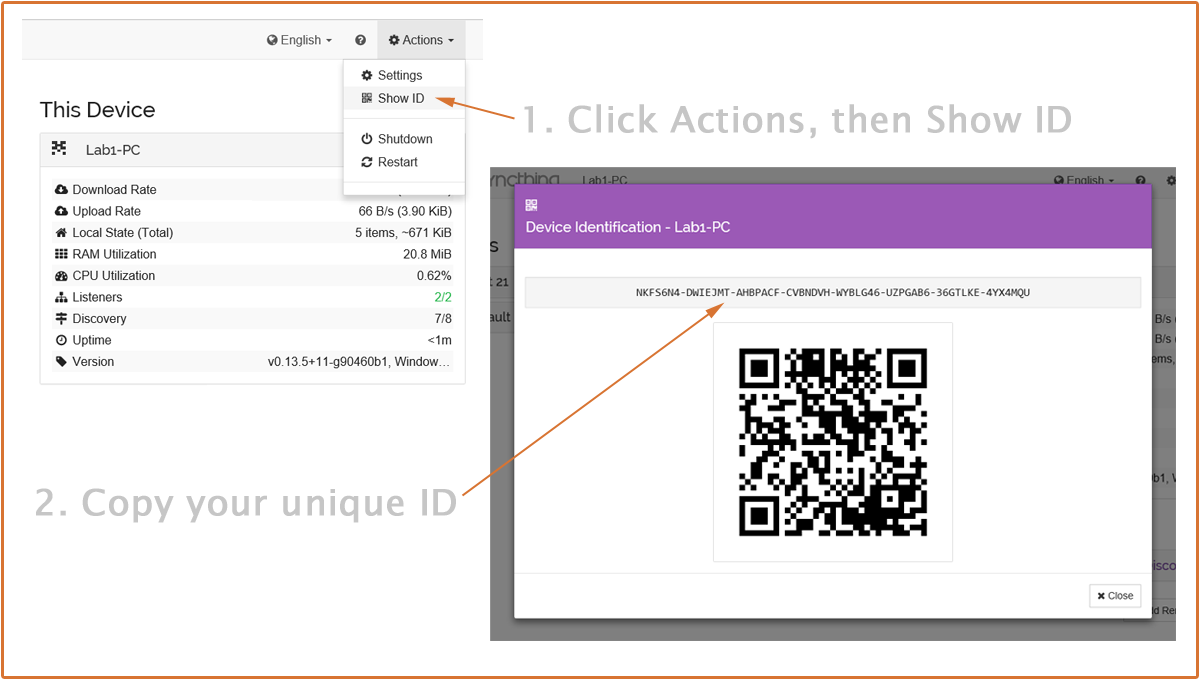 English
Actions
Settings
Show ID
Shutdown
Restart
1. Click Actions, then Show ID
This Device
Lab1-PC
Download Rate
Upload Rate 66 B/s (3.90 KiB)
Local State (Total) 5 items, ~671 KiB
RAM Utilization 20.8 MiB
CPU Utilization 0.62%
Listeners 2/2
Discovery 7/8
Uptime <1m
Version v0.13.5+11-g90460b1, Window...
2. Copy your unique ID
Lab1-PC English
Device Identification - Lab1-PC
NKFS6N4-DWIEJMT-AHBPACF-CVBNDVH-WYBLG46-UZPGAB6-36GTLKE-4YX4MQU
Close